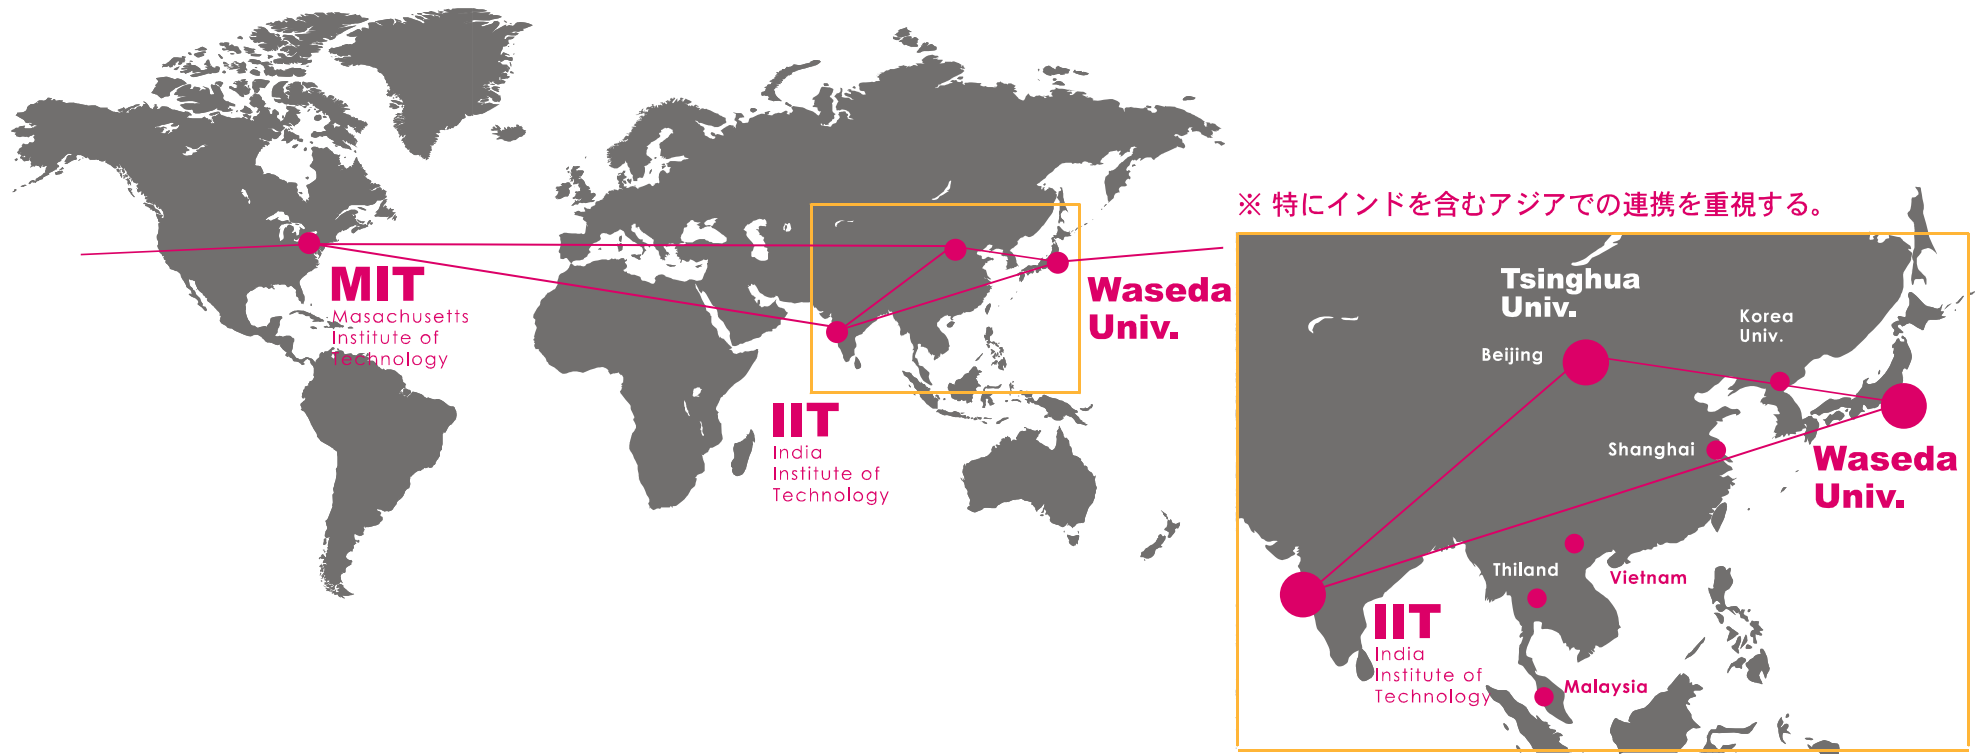 MIT
Masachusetts
Institute of
Technology
IIT
India
Institute of
Technology
Waseda
Univ.
※ 特にインドを含むアジアでの連携を重視する。
Tsinghua
Univ.
Korea
Univ.
Beijing
Shanghai
Waseda
Univ.
Thiland
Vietnam
IIT
India
Institute of
Technology
Malaysia